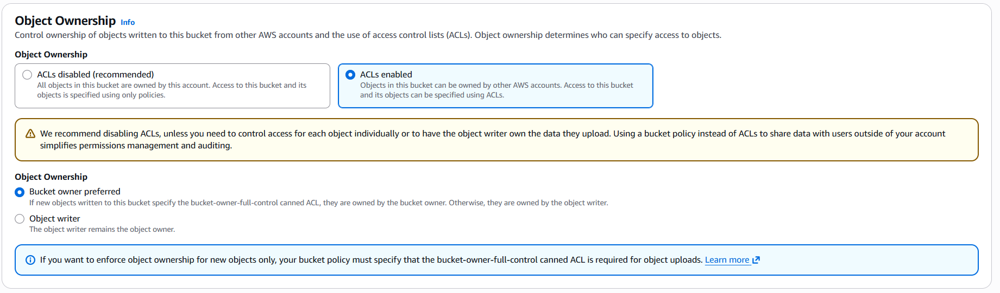 Object Ownership Info
Control ownership of objects written to this bucket from other AWS accounts and the use of access control lists (ACLs). Object ownership determines who can specify access to objects.
Object Ownership
ACLs disabled (recommended)
All objects in this bucket are owned by this account. Access to this bucket and its
objects is specified using only policies.
ACLs enabled
Objects in this bucket can be owned by other AWS accounts. Access to this bucket
and its objects can be specified using ACLs.
We recommend disabling ACLs, unless you need to control access for each object individually or to have the object writer own the data they upload. Using a bucket policy instead of ACLs to share data with users outside of your account
simplifies permissions management and auditing.
Object Ownership
Bucket owner preferred
If new objects written to this bucket specify the bucket-owner-full-control canned ACL, they are owned by the bucket owner. Otherwise, they are owned by the object writer.
Object writer
The object writer remains the object owner.
If you want to enforce object ownership for new objects only, your bucket policy must specify that the bucket-owner-full-control canned ACL is required for object uploads. Learn more